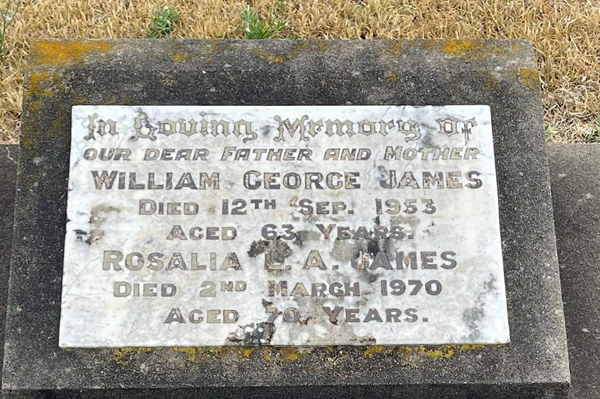 In Loving Memory of
OUR DEAR FATHER AND MOTHER
WILLIAM GEORGE JAMES
DIED 12TH SEP. 1953
AGED 63 YEARS.
ROSALIA L. A. JAMES
DIED 2ND MARCH 1970
AGED 70 YEARS.